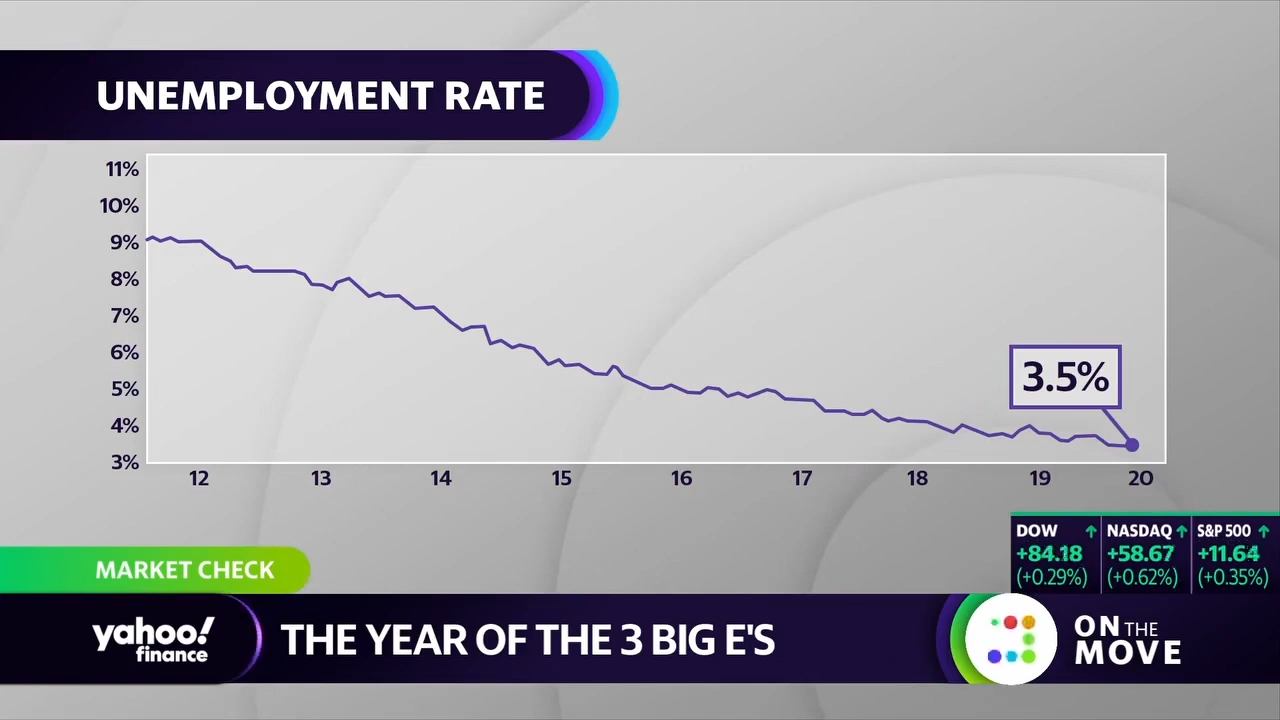 UNEMPLOYMENT RATE
11%
10%
9%
8%
7%
6%
5%
4%
3%
3.5%
12 13 14 15 16 17 18 19 20
DOW NASDAQ S&P 500
+84.18 +58.67 +11.64
(+0.29%) (+0.62%) (+0.35%)
MARKET CHECK
yahoo!
finance
THE YEAR OF THE 3 BIG E'S
ON THE
MOVE